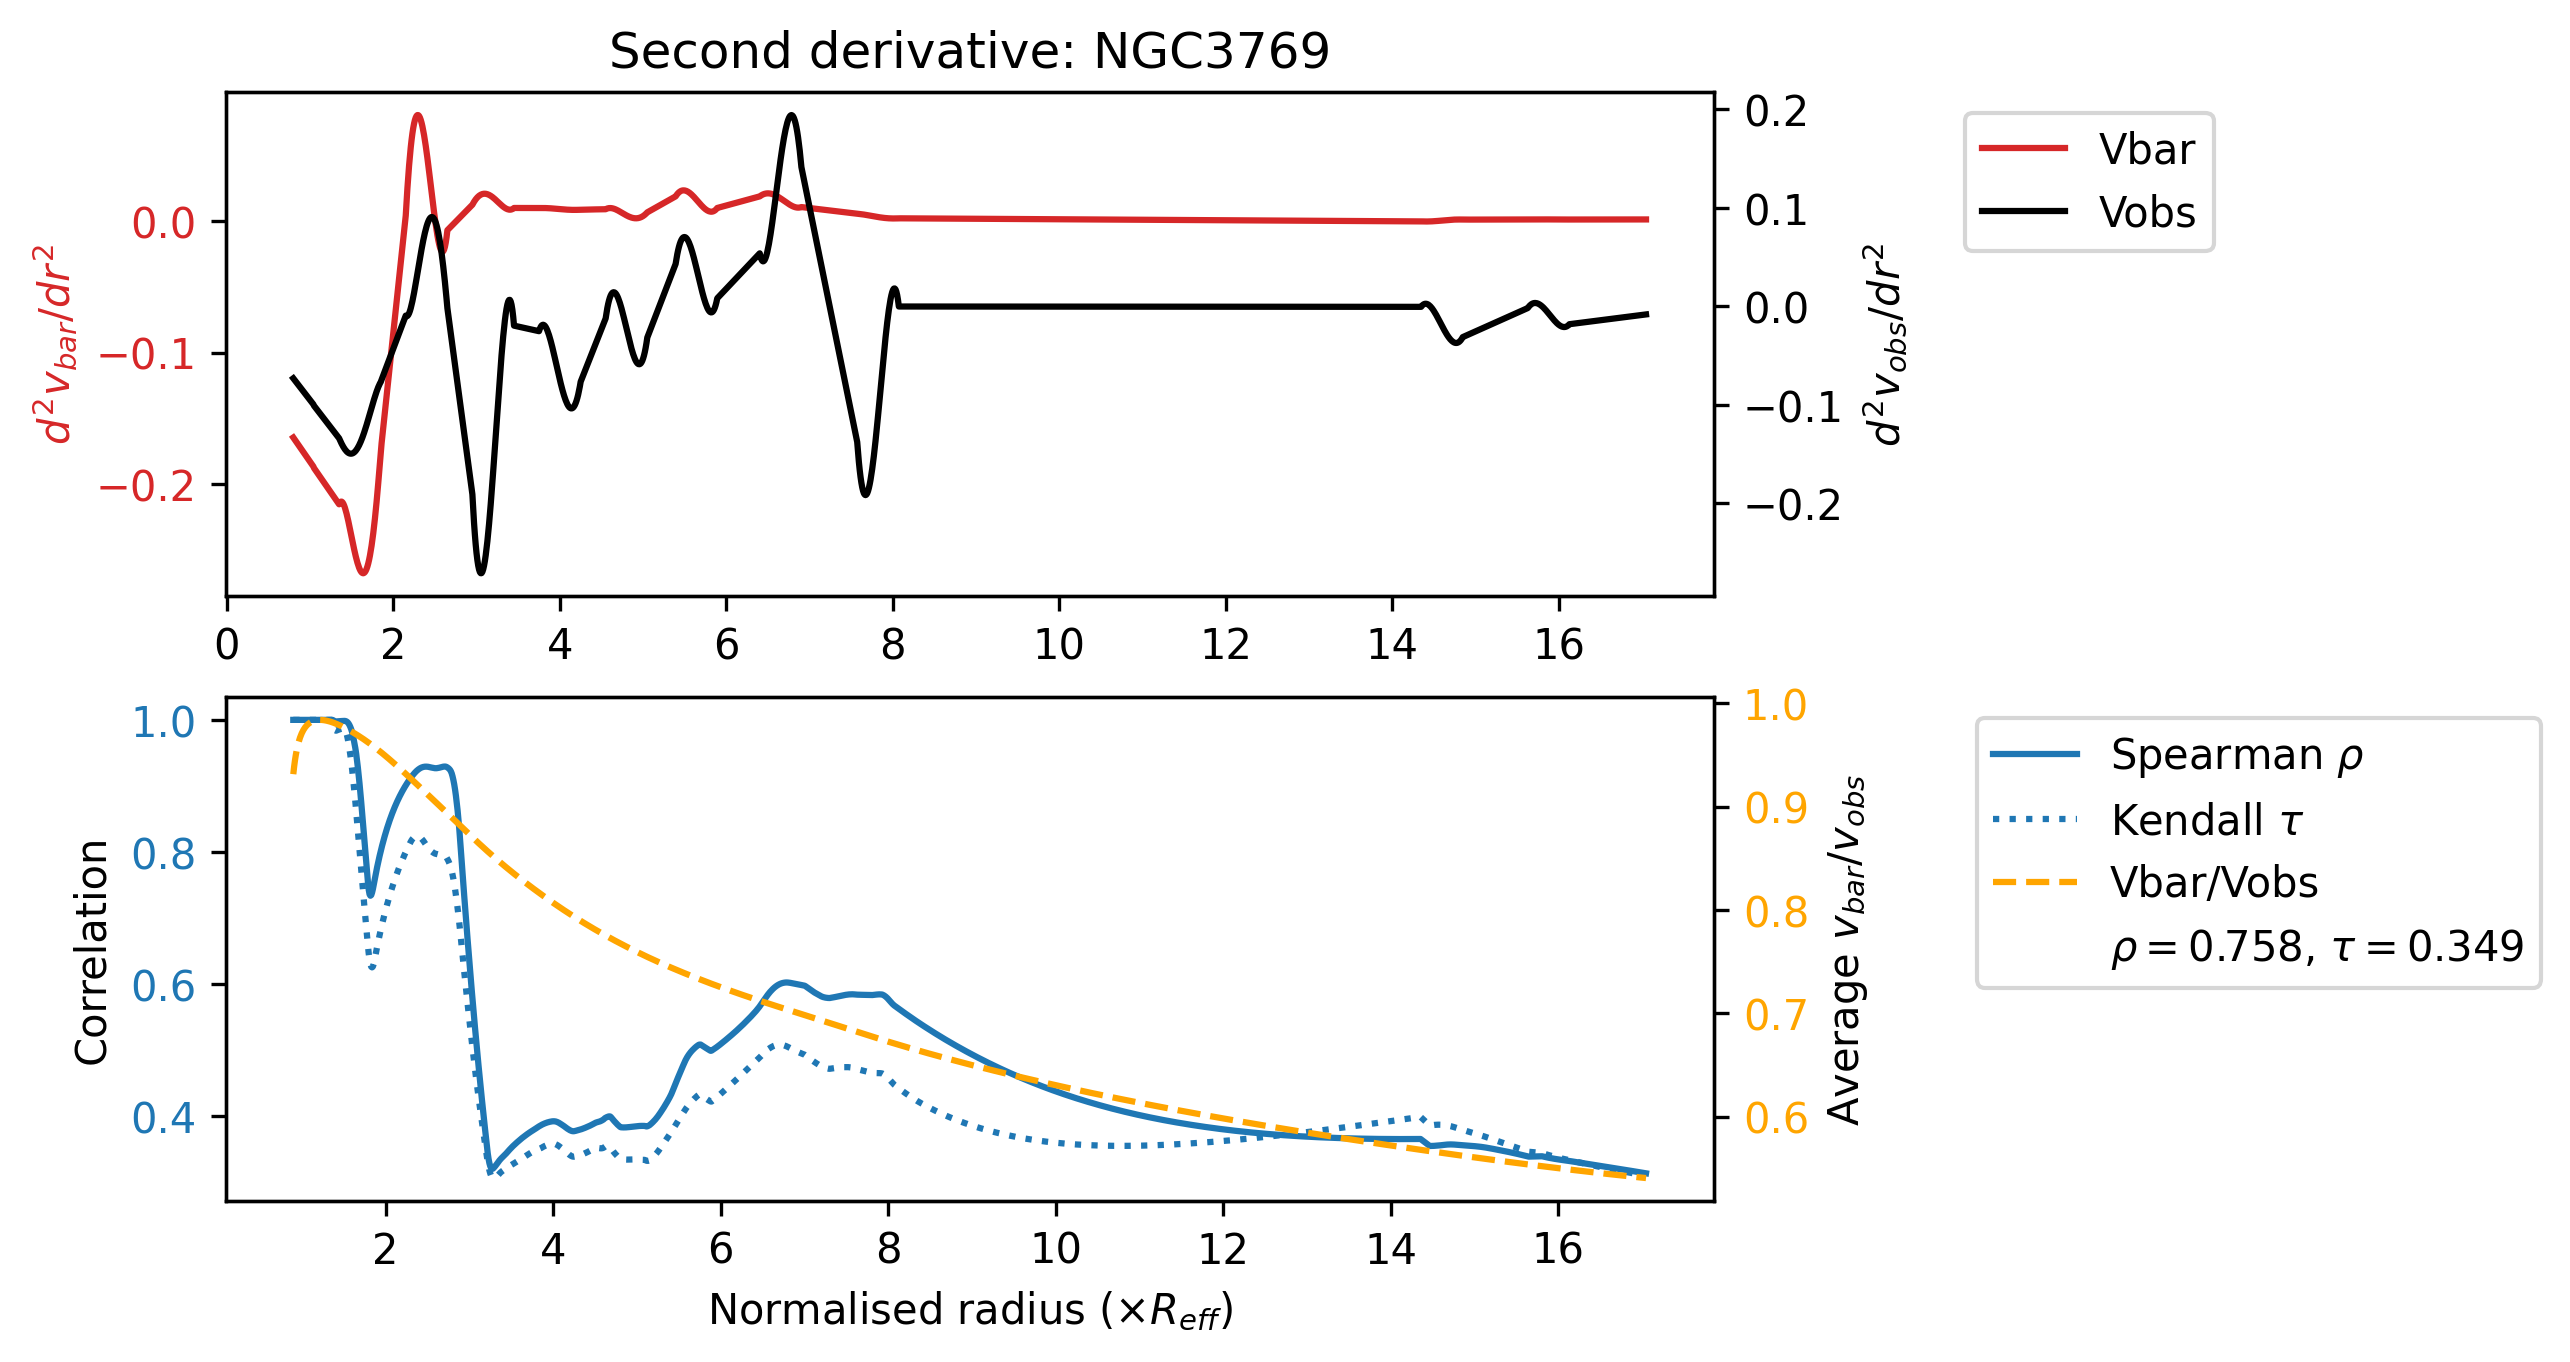 Second derivative: NGC3769
0.0
−0.1
−0.2
d²v_bar/dr²
0.2
0.1
0.0
−0.1
−0.2
d²v_obs/dr²
Vbar
Vobs
0 2 4 6 8 10 12 14 16
1.0
0.8
0.6
0.4
Correlation
1.0
0.9
0.8
0.7
0.6
Average v_bar/v_obs
Spearman ρ
Kendall τ
Vbar/Vobs
ρ = 0.758, τ = 0.349
2 4 6 8 10 12 14 16
Normalised radius (×R_eff)